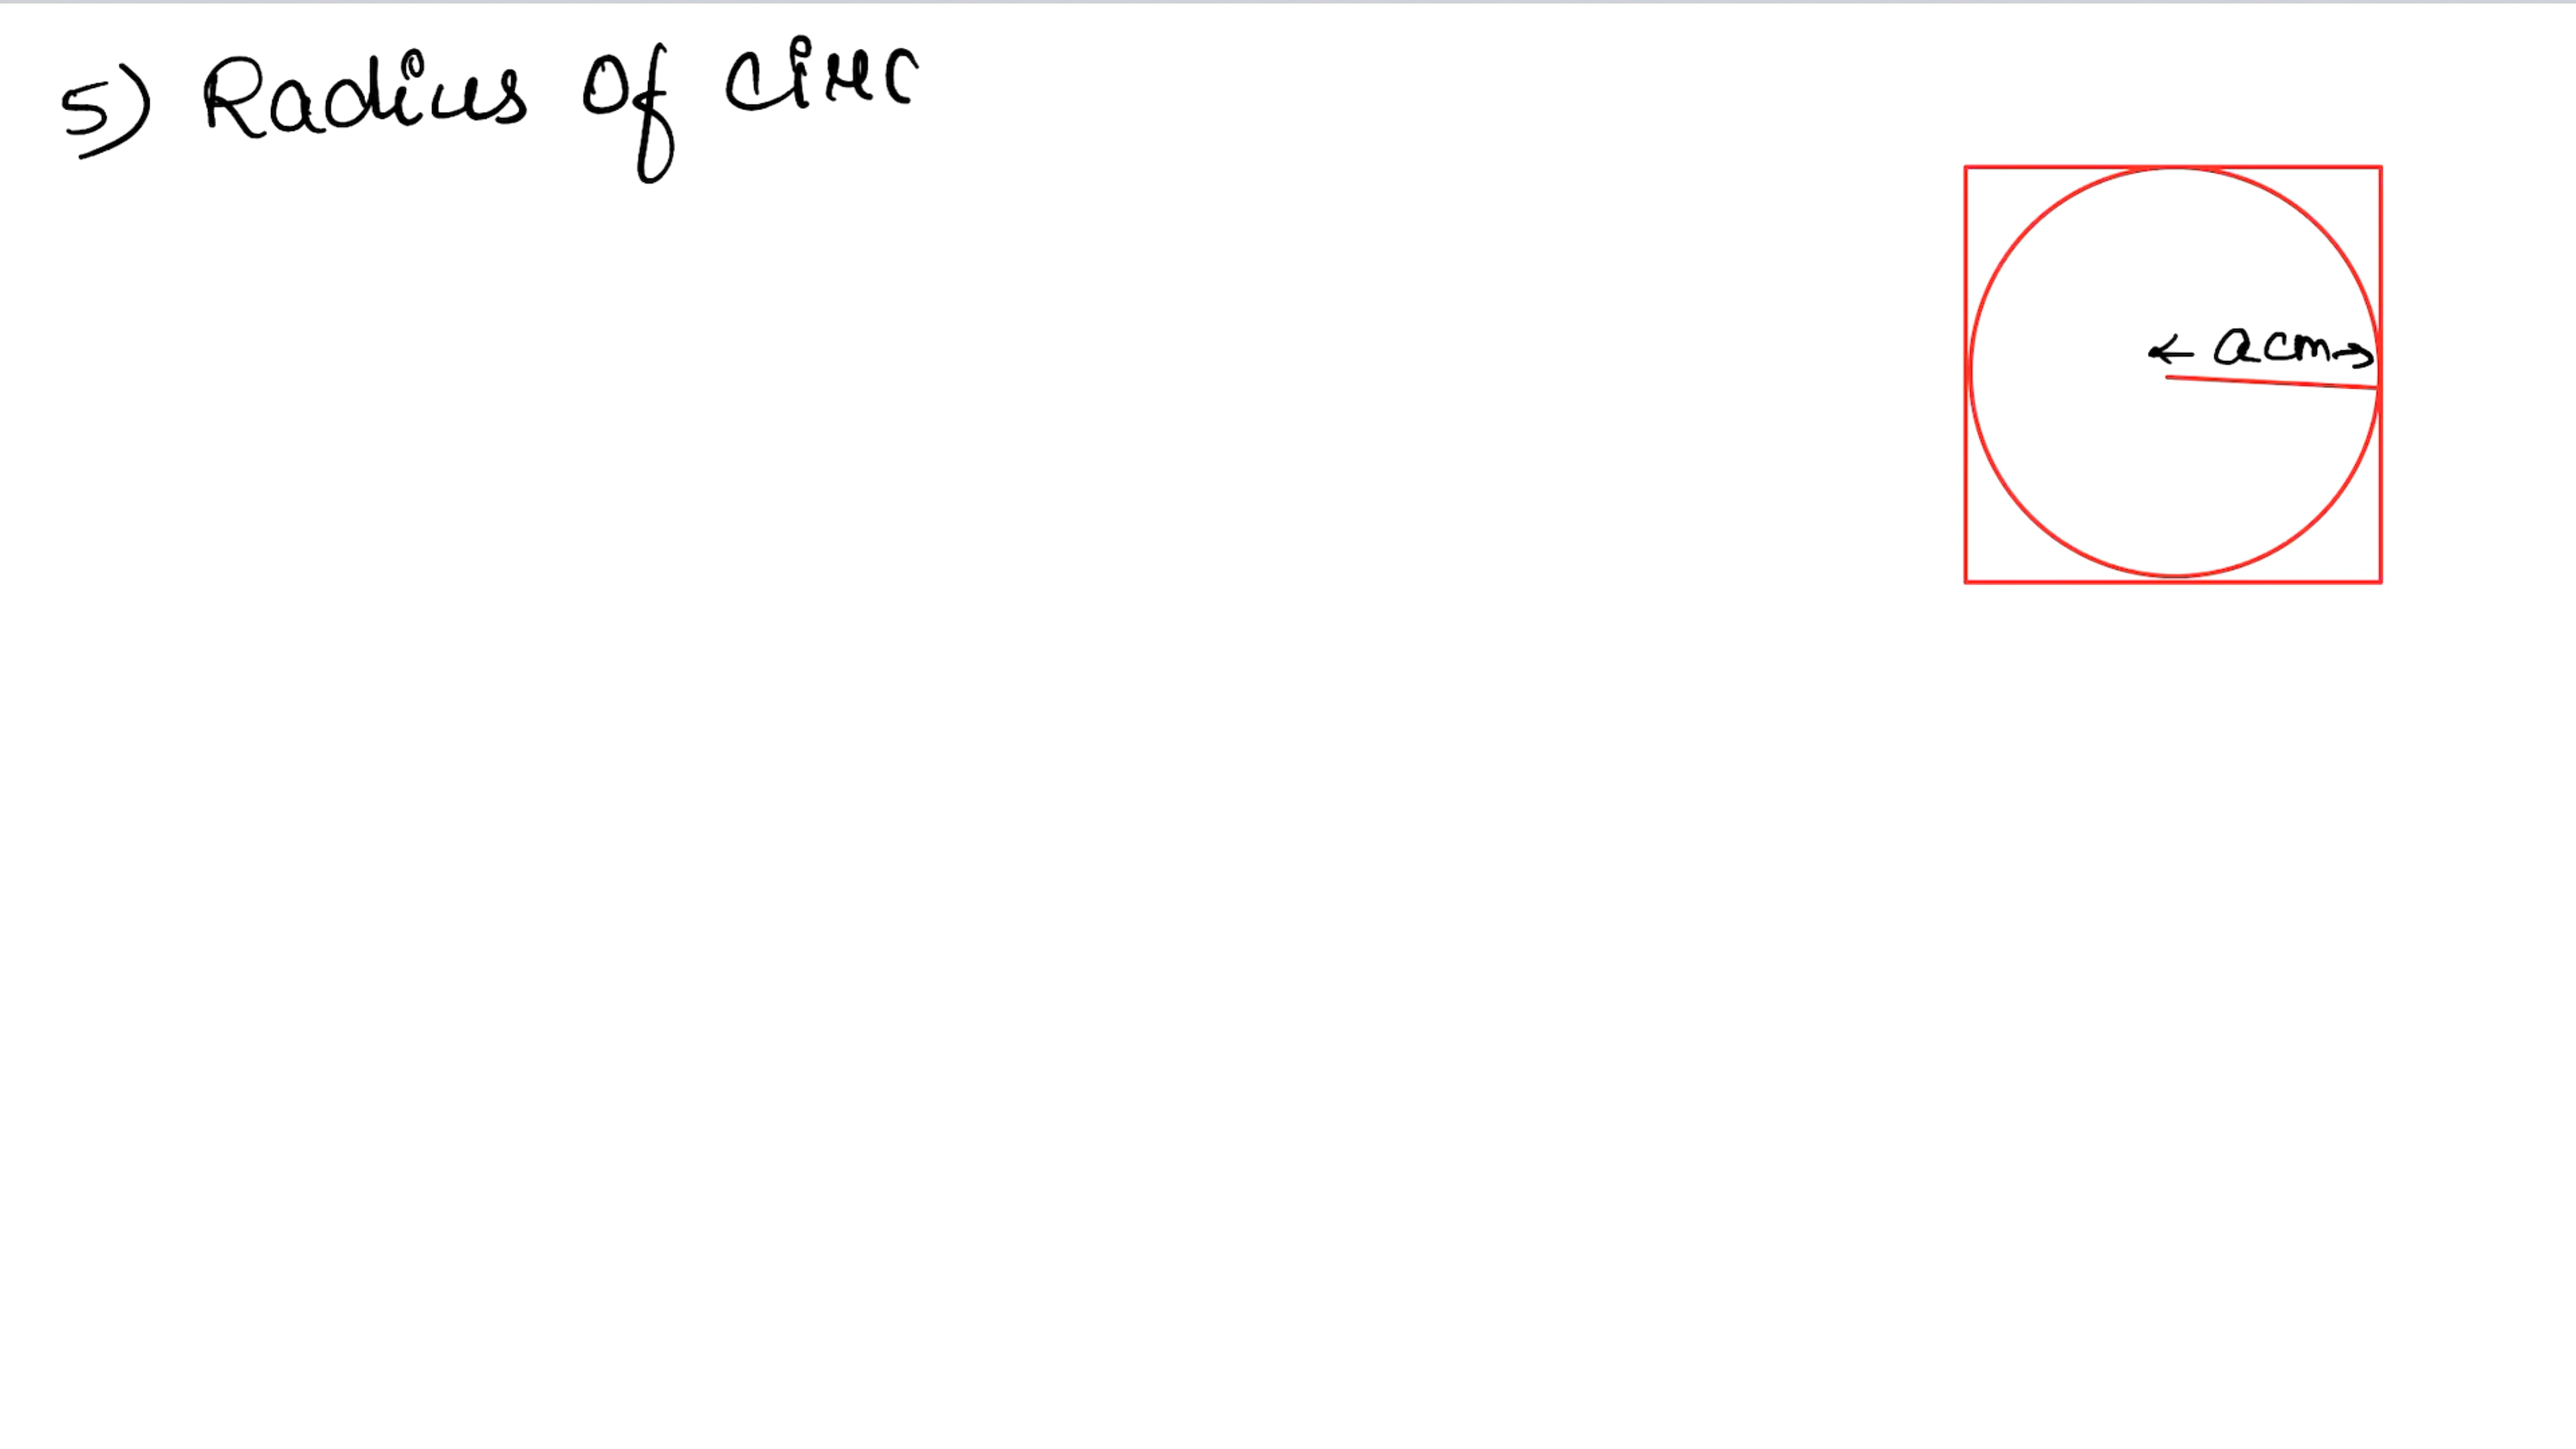 5) Radius of circ
← a cm →